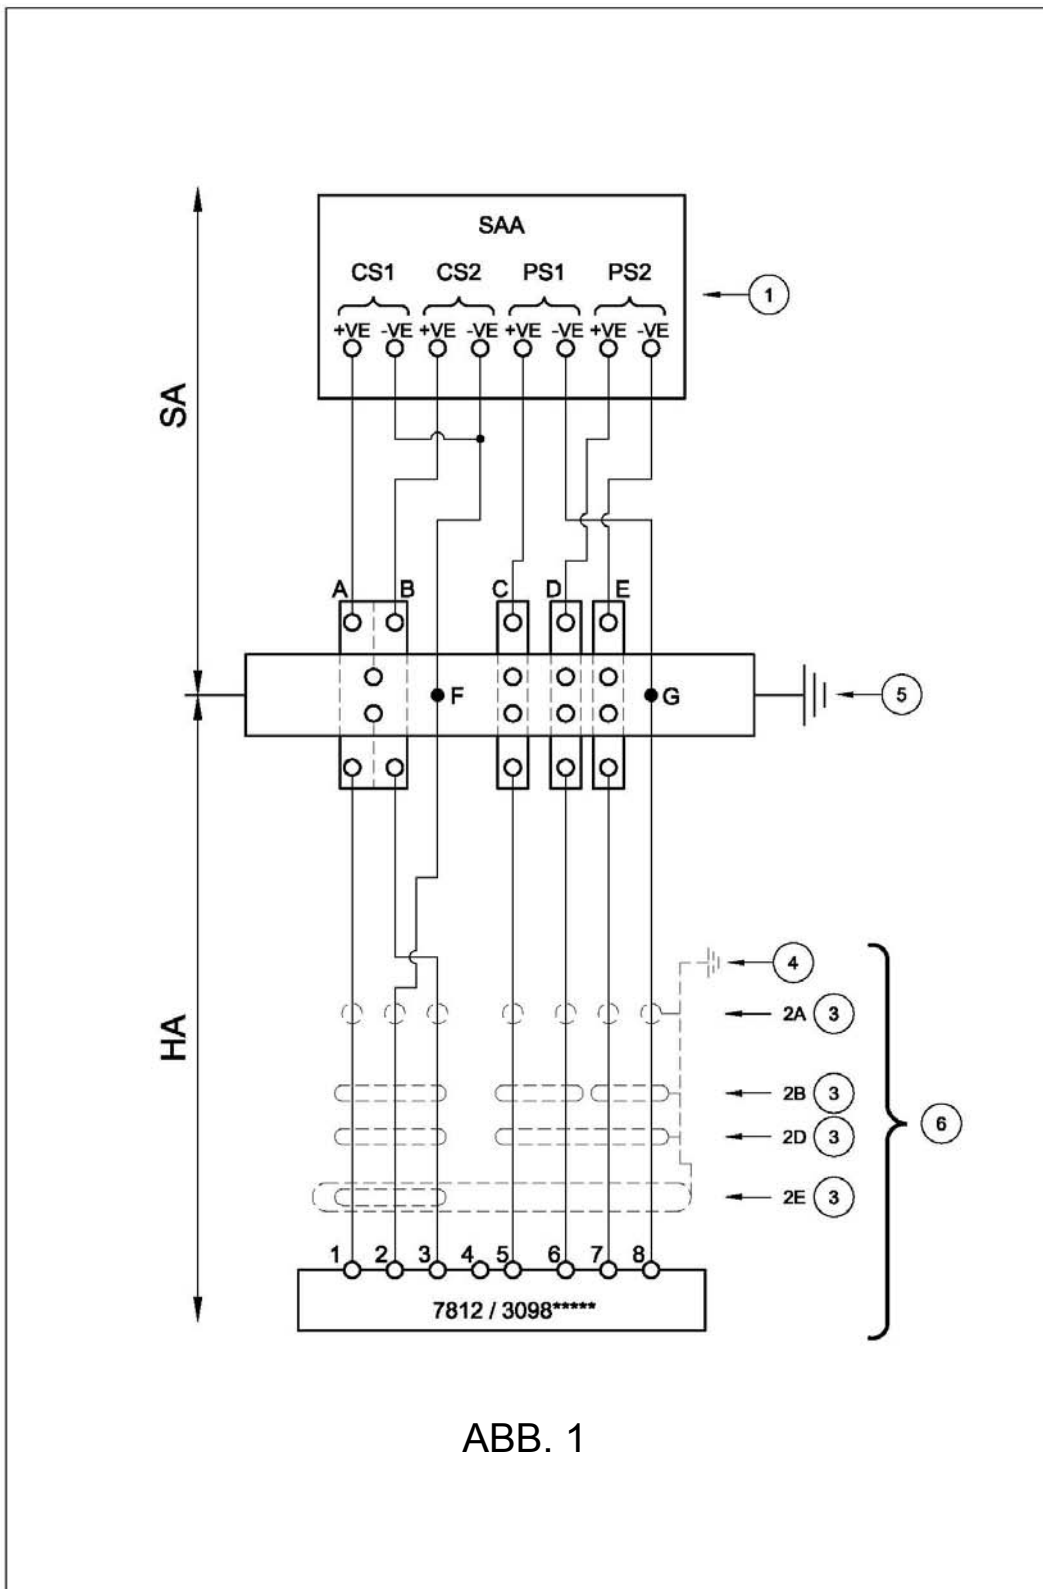 SAA
CS1 CS2 PS1 PS2
+VE -VE +VE -VE +VE -VE +VE -VE
1
SA
A B C D E
F G
5
HA
4
2A 3
2B 3
2D 3
2E 3
6
1 2 3 4 5 6 7 8
7812 / 3098*****
ABB. 1